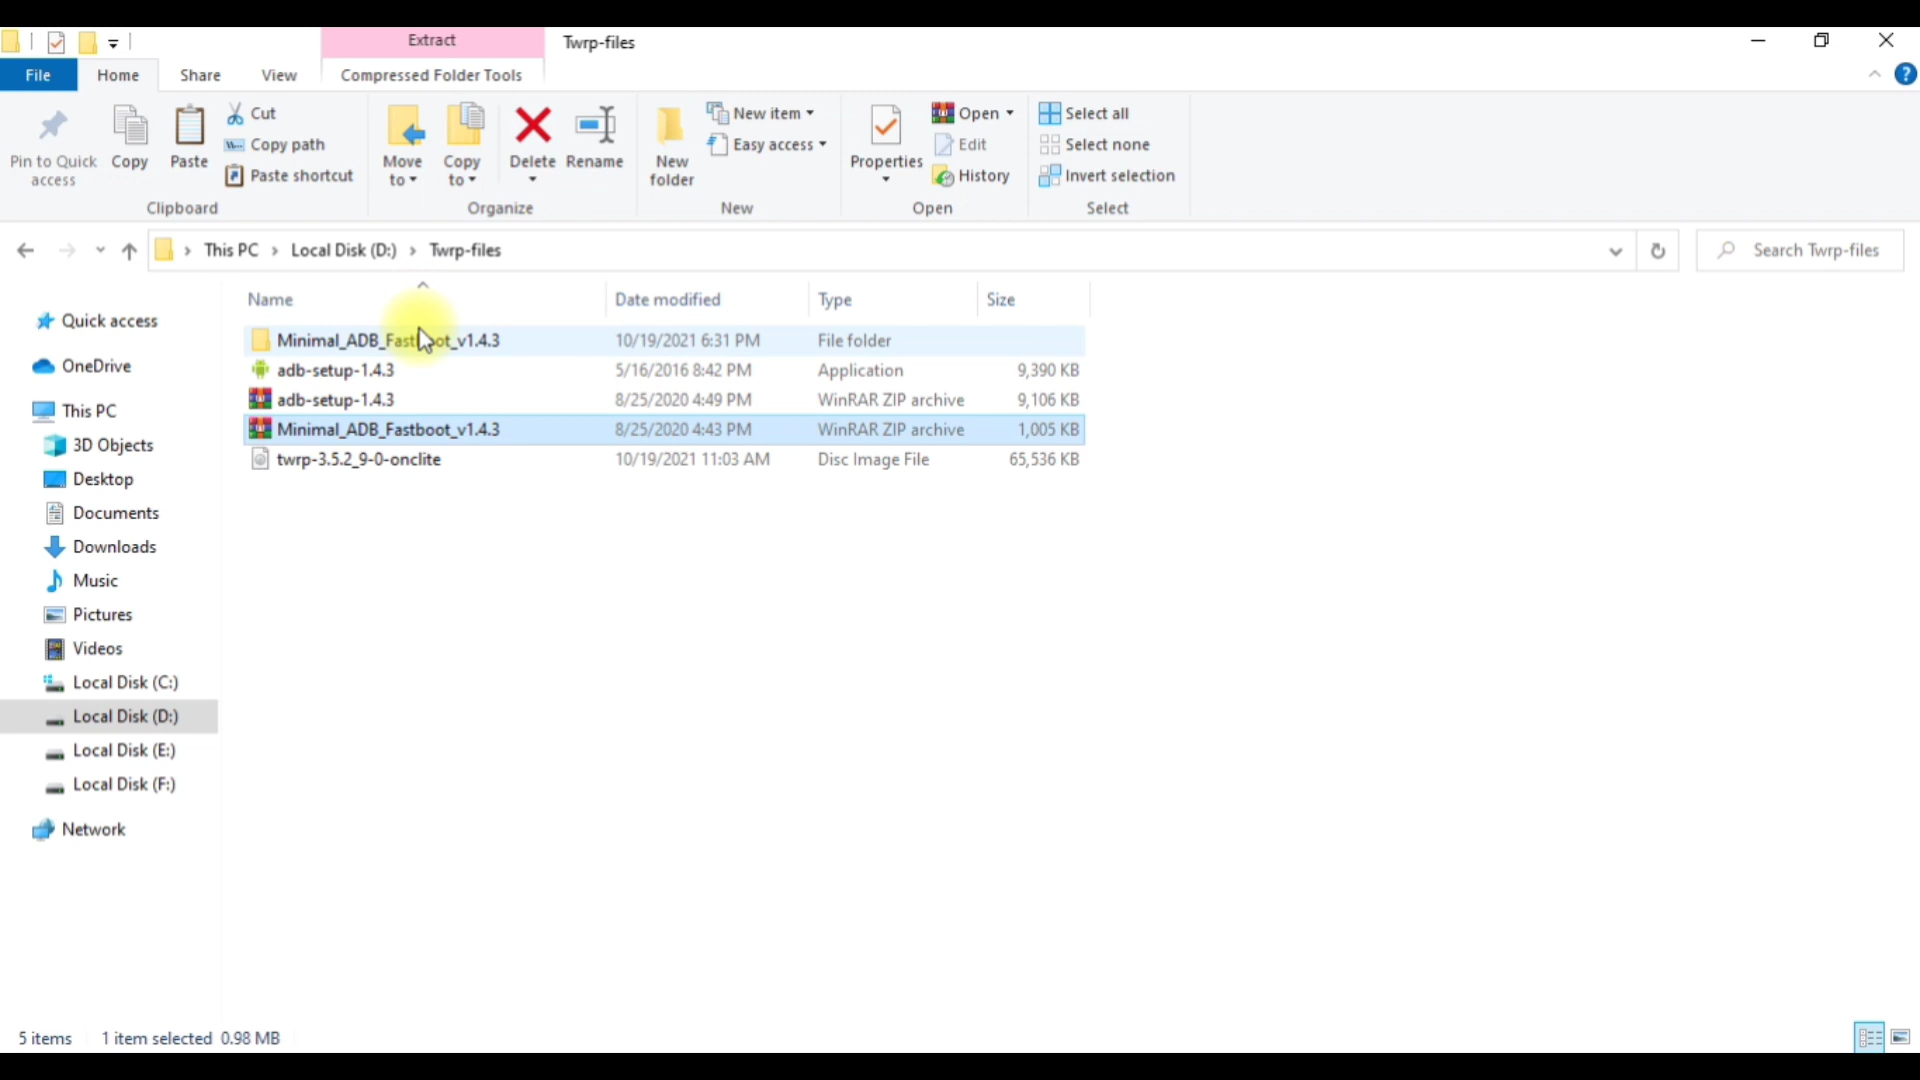 Extract
Twrp-files
File
Home
Share
View
Compressed Folder Tools
Pin to Quick access
Copy
Paste
Cut
Copy path
Paste shortcut
Clipboard
Move to
Copy to
Delete
Rename
Organize
New folder
New item
Easy access
New
Properties
Open
Edit
History
Open
Select all
Select none
Invert selection
Select
This PC › Local Disk (D:) › Twrp-files
Search Twrp-files
Name Date modified Type Size
Minimal_ADB_Fast ot_v1.4.3 10/19/2021 6:31 PM File folder
adb-setup-1.4.3 5/16/2016 8:42 PM Application 9,390 KB
adb-setup-1.4.3 8/25/2020 4:49 PM WinRAR ZIP archive 9,106 KB
Minimal_ADB_Fastboot_v1.4.3 8/25/2020 4:43 PM WinRAR ZIP archive 1,005 KB
twrp-3.5.2_9-0-onclite 10/19/2021 11:03 AM Disc Image File 65,536 KB
Quick access
OneDrive
This PC
3D Objects
Desktop
Documents
Downloads
Music
Pictures
Videos
Local Disk (C:)
Local Disk (D:)
Local Disk (E:)
Local Disk (F:)
Network
5 items 1 item selected 0.98 MB